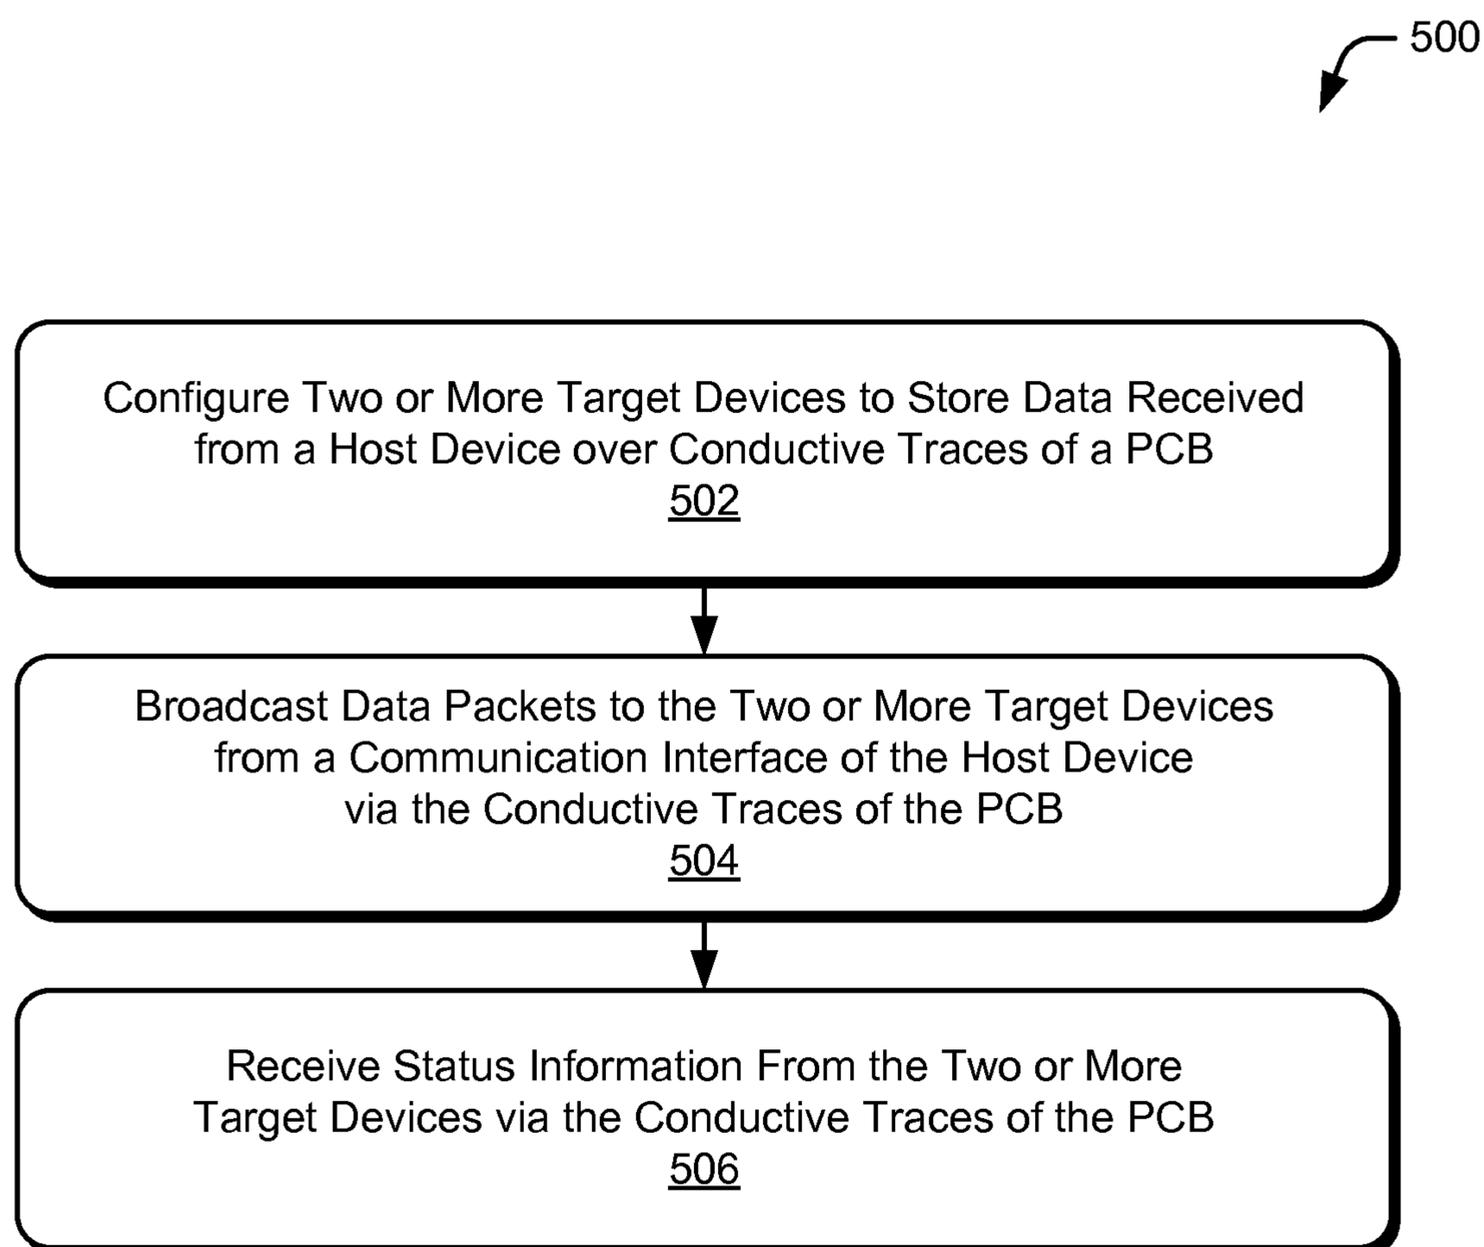 500
Configure Two or More Target Devices to Store Data Received
from a Host Device over Conductive Traces of a PCB
502
Broadcast Data Packets to the Two or More Target Devices
from a Communication Interface of the Host Device
via the Conductive Traces of the PCB
504
Receive Status Information From the Two or More
Target Devices via the Conductive Traces of the PCB
506